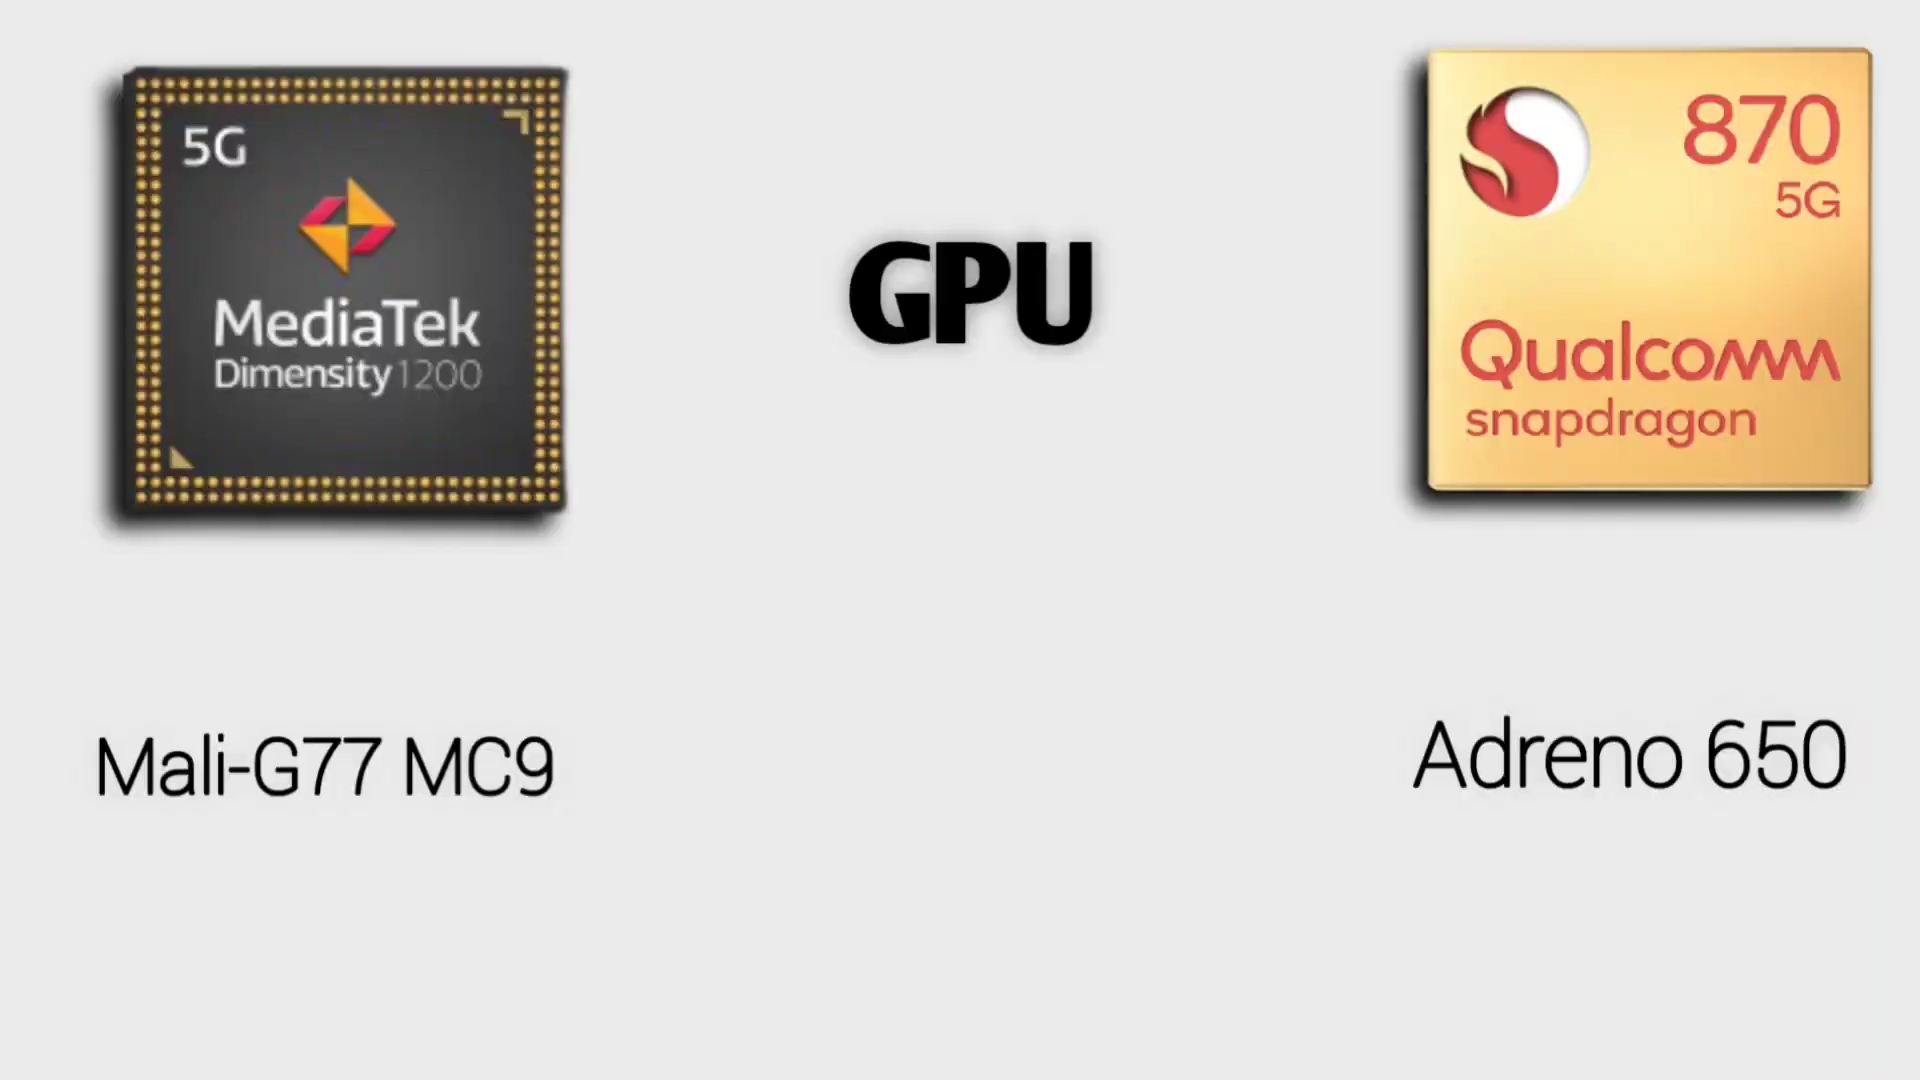 5G
MediaTek
Dimensity 1200
GPU
870
5G
Qualcomm
snapdragon
Mali-G77 MC9
Adreno 650